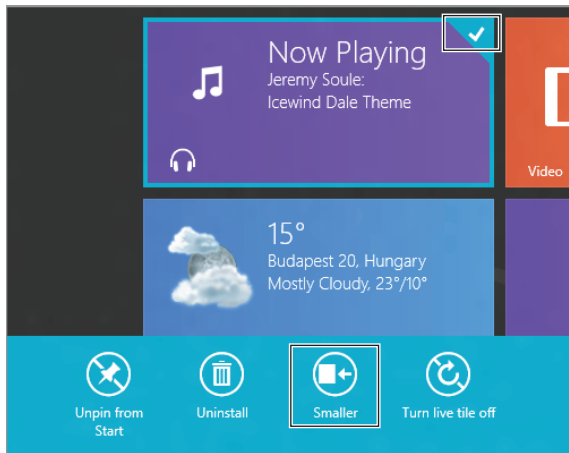 Now Playing
Jeremy Soule:
Icewind Dale Theme
Video
15°
Budapest 20, Hungary
Mostly Cloudy, 23°/10°
Unpin from
Start
Uninstall
Smaller
Turn live tile off